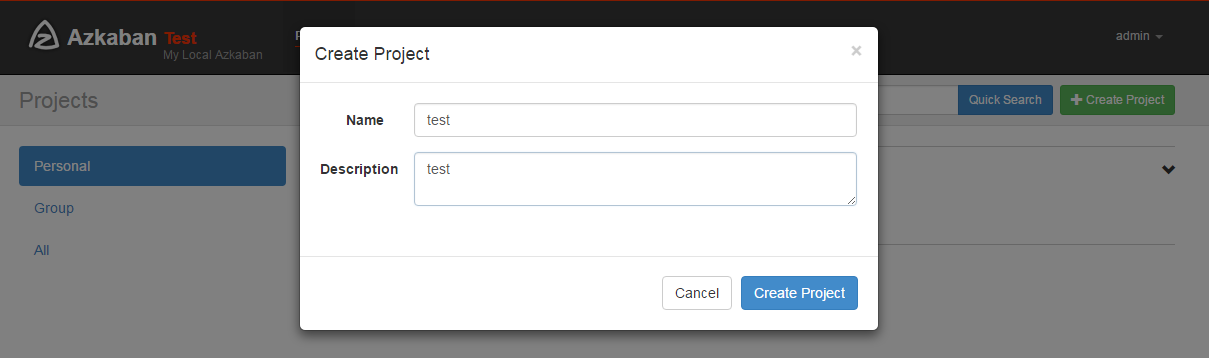 Azkaban Test
My Local Azkaban
admin
Create Project
×
Projects
Quick Search
Create Project
Name
test
Personal
Description
test
Group
All
Cancel
Create Project